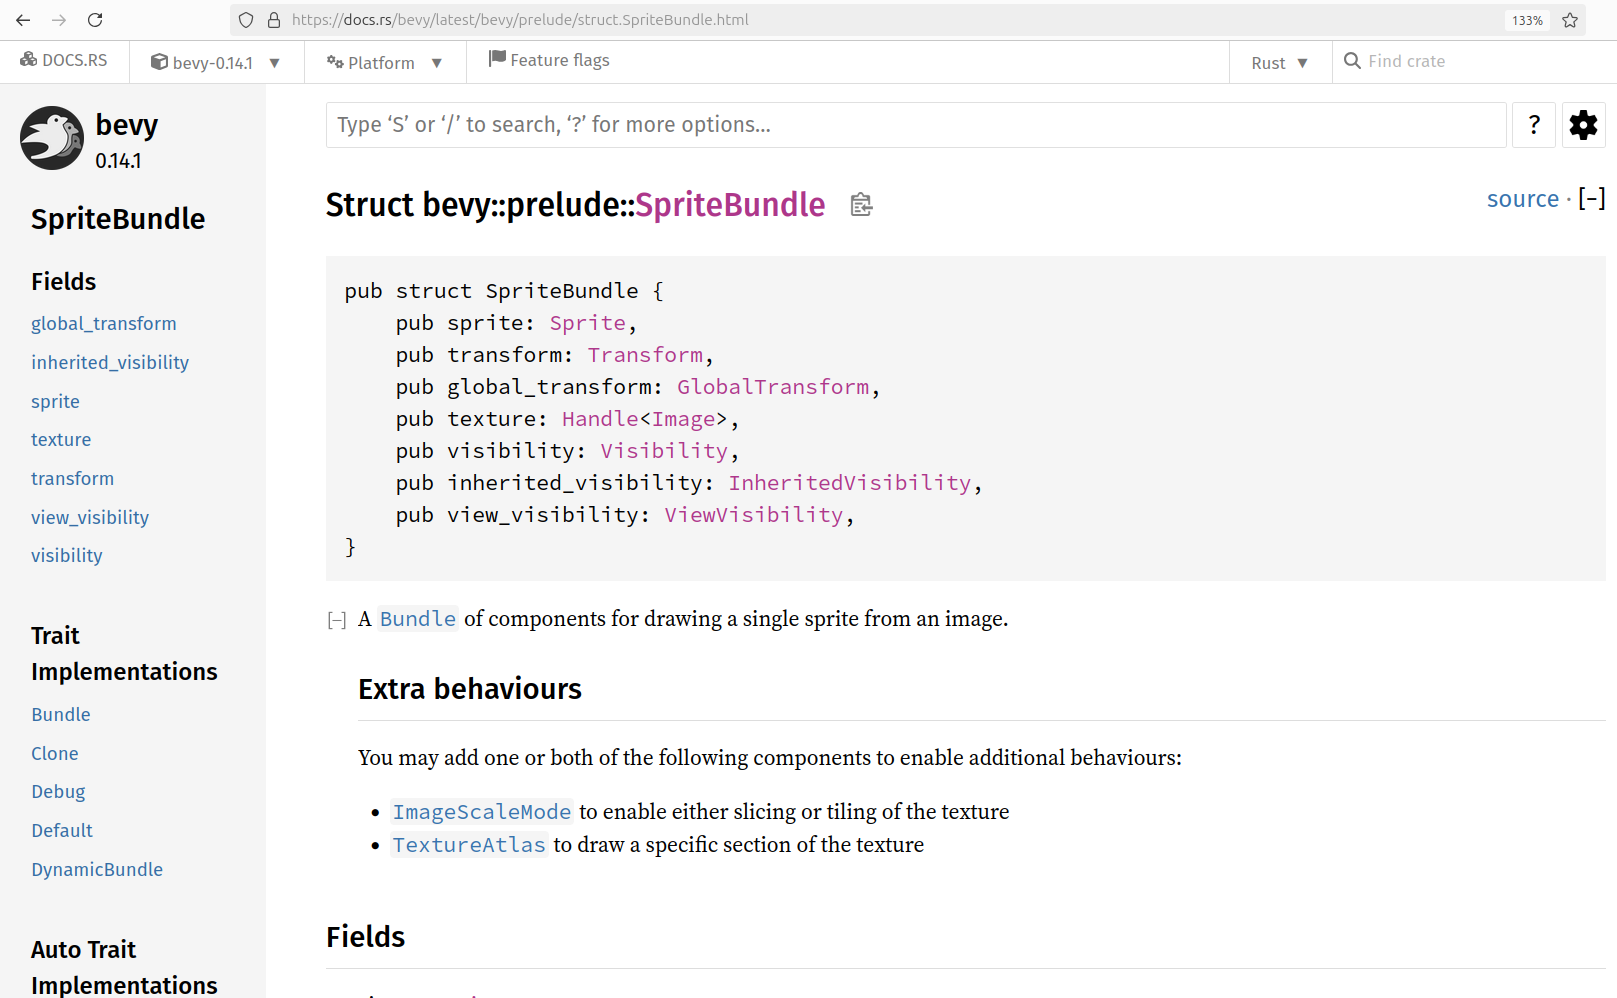 https://docs.rs/bevy/latest/bevy/prelude/struct.SpriteBundle.html
133%
DOCS.RS
bevy-0.14.1 ▼
Platform ▼
Feature flags
Rust ▼
Find crate
bevy
0.14.1
SpriteBundle
Fields
global_transform
inherited_visibility
sprite
texture
transform
view_visibility
visibility
Trait
Implementations
Bundle
Clone
Debug
Default
DynamicBundle
Auto Trait
Implementations
Type ‘S’ or ‘/’ to search, ‘?’ for more options…
?
Struct bevy::prelude::SpriteBundle
source · [−]
pub struct SpriteBundle {
    pub sprite: Sprite,
    pub transform: Transform,
    pub global_transform: GlobalTransform,
    pub texture: Handle<Image>,
    pub visibility: Visibility,
    pub inherited_visibility: InheritedVisibility,
    pub view_visibility: ViewVisibility,
}
[−] A Bundle of components for drawing a single sprite from an image.
Extra behaviours
You may add one or both of the following components to enable additional behaviours:
• ImageScaleMode to enable either slicing or tiling of the texture
• TextureAtlas to draw a specific section of the texture
Fields